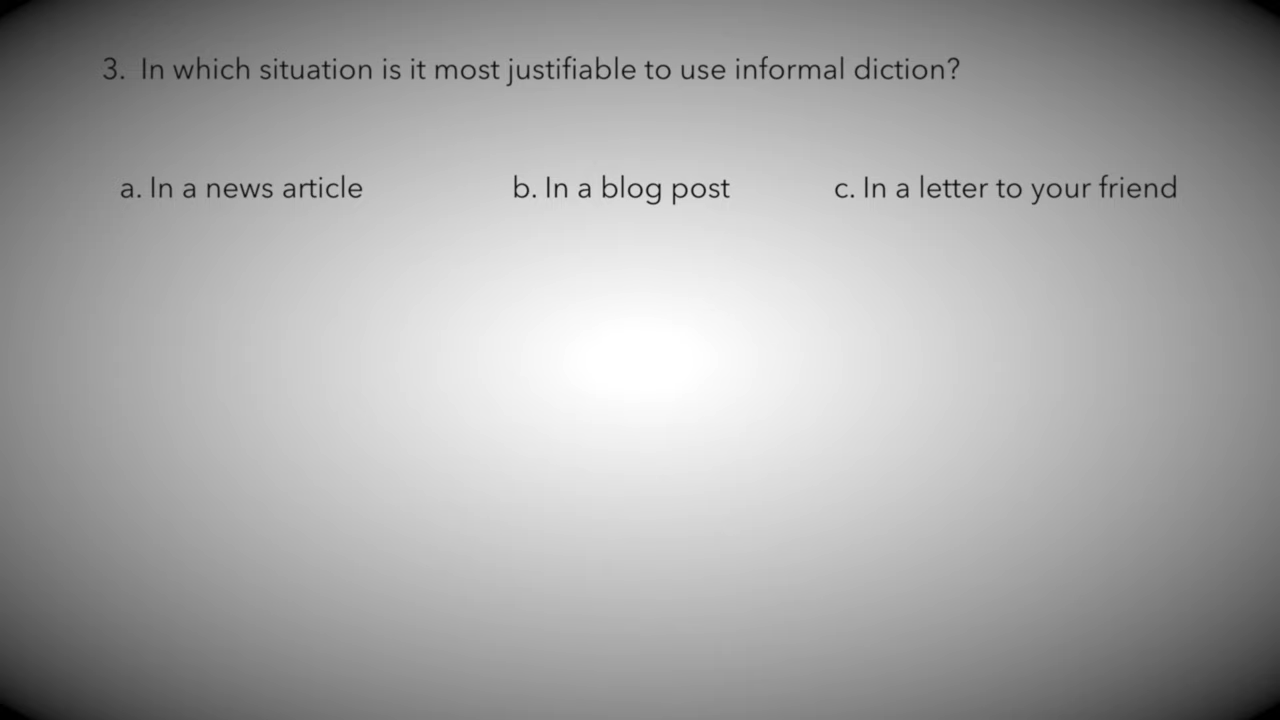 3. In which situation is it most justifiable to use informal diction?
a. In a news article b. In a blog post c. In a letter to your friend